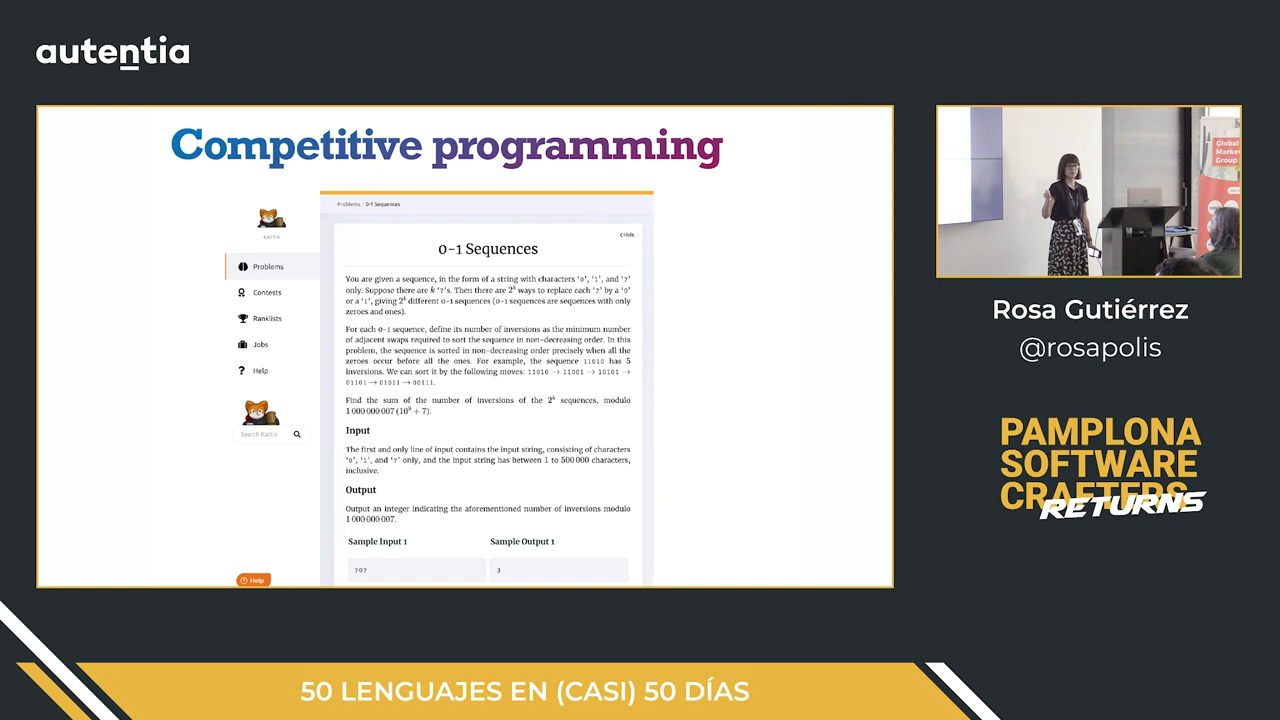 autentia
Competitive programming
KATTIS
Problems
Contests
Ranklists
Jobs
Help
Search Kattis
Help
Problems / 0-1 Sequences
Hide
0-1 Sequences
You are given a sequence, in the form of a string with characters ‘0’, ‘1’, and ‘?’
only. Suppose there are k ‘?’s. Then there are 2^k ways to replace each ‘?’ by a ‘0’
or a ‘1’, giving 2^k different 0-1 sequences (0-1 sequences are sequences with only
zeroes and ones).
For each 0-1 sequence, define its number of inversions as the minimum number
of adjacent swaps required to sort the sequence in non-decreasing order. In this
problem, the sequence is sorted in non-decreasing order precisely when all the
zeroes occur before all the ones. For example, the sequence 11010 has 5
inversions. We can sort it by the following moves: 11010 → 11001 → 10101 →
01101 → 01011 → 00111.
Find the sum of the number of inversions of the 2^k sequences, modulo
1 000 000 007 (10^9 + 7).
Input
The first and only line of input contains the input string, consisting of characters
‘0’, ‘1’, and ‘?’ only, and the input string has between 1 to 500 000 characters,
inclusive.
Output
Output an integer indicating the aforementioned number of inversions modulo
1 000 000 007.
Sample Input 1
Sample Output 1
?0?
3
Global
Market
Group
Rosa Gutiérrez
@rosapolis
PAMPLONA
SOFTWARE
CRAFTERS
RETURNS
50 LENGUAJES EN (CASI) 50 DÍAS